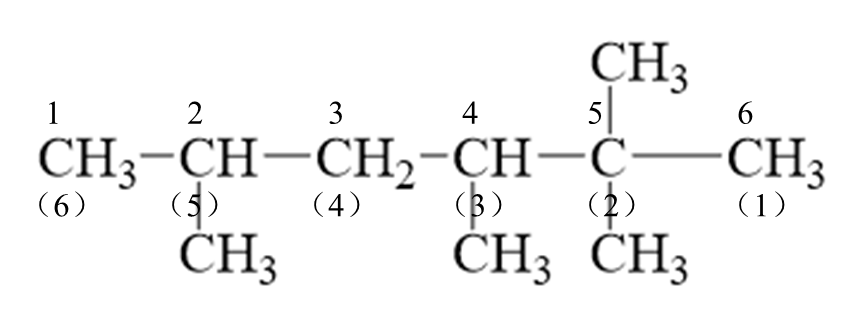 CH₃
1 2 3 4 5 6
CH₃—CH—CH₂—CH—C—CH₃
（6） （5） （4） （3） （2） （1）
CH₃ CH₃ CH₃